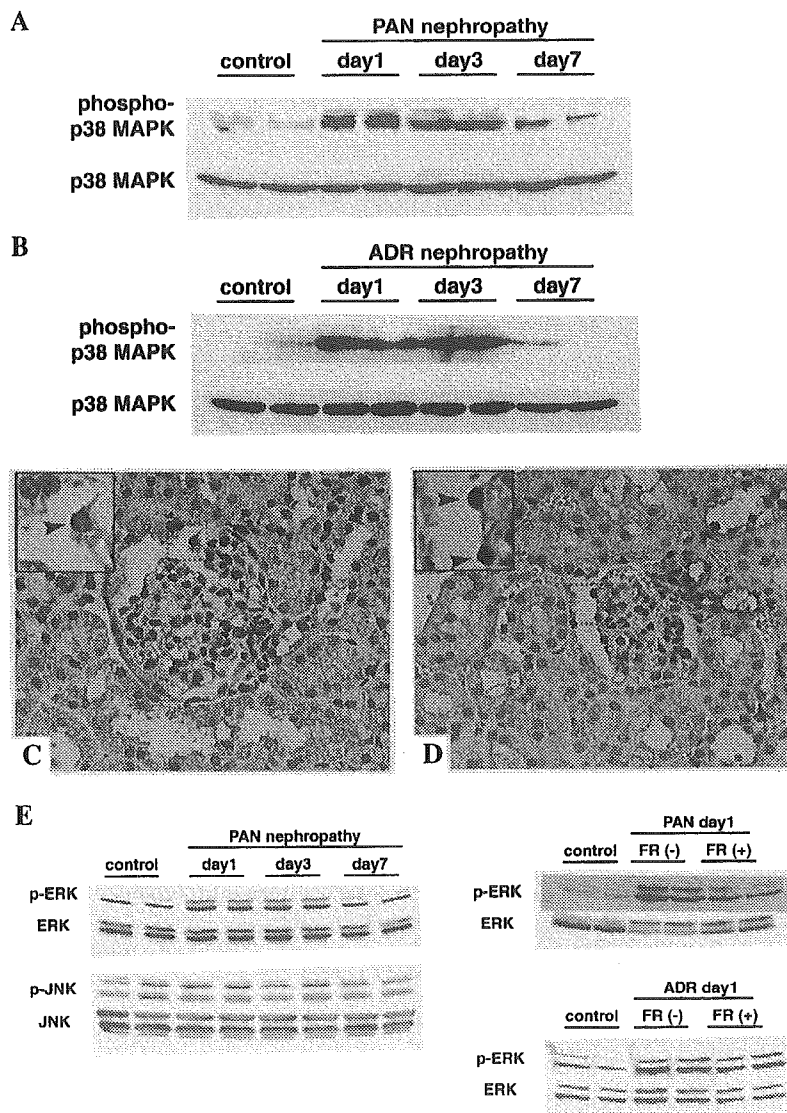 A
PAN nephropathy
control day1 day3 day7
phospho-
p38 MAPK
p38 MAPK
B
ADR nephropathy
control day1 day3 day7
phospho-
p38 MAPK
p38 MAPK
C
D
E
PAN nephropathy
control day1 day3 day7
p-ERK
ERK
p-JNK
JNK
PAN day1
control FR (-) FR (+)
p-ERK
ERK
ADR day1
control FR (-) FR (+)
p-ERK
ERK